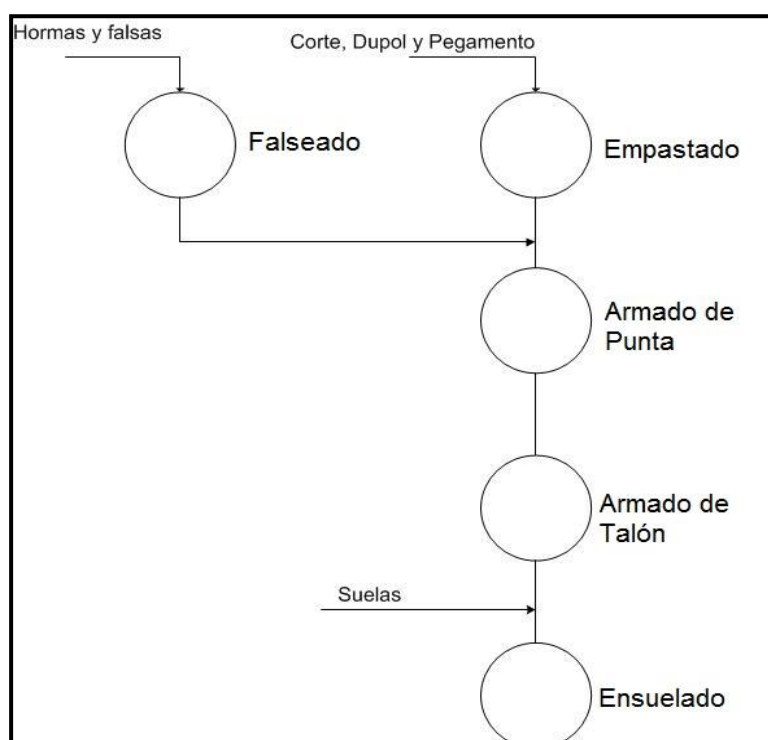 Hormas y falsas
Corte, Dupol y Pegamento
Falseado
Empastado
Armado de
Punta
Armado de
Talón
Suelas
Ensuelado